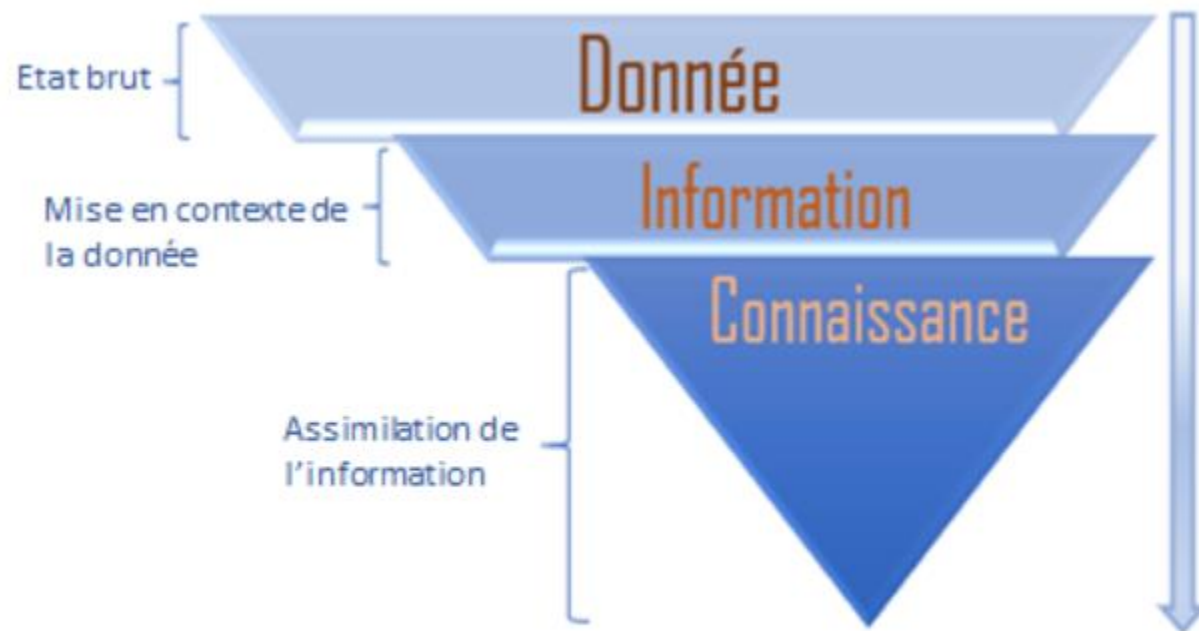 Etat brut
Donnée
Mise en contexte de
la donnée
Information
Connaissance
Assimilation de
l'information